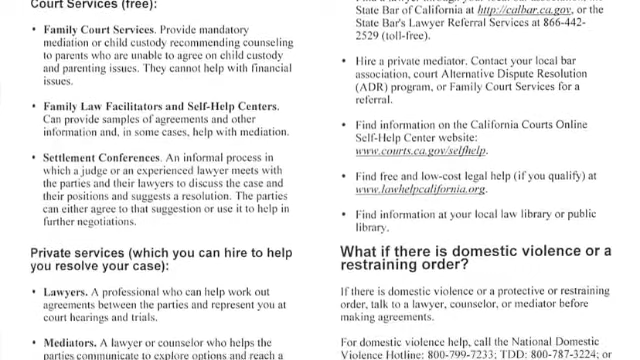 Court Services (free):
• Family Court Services. Provide mandatory
mediation or child custody recommending counseling
to parents who are unable to agree on child custody
and parenting issues. They cannot help with financial
issues.
• Family Law Facilitators and Self-Help Centers.
Can provide samples of agreements and other
information and, in some cases, help with mediation.
• Settlement Conferences. An informal process in
which a judge or an experienced lawyer meets with
the parties and their lawyers to discuss the case and
their positions and suggests a resolution. The parties
can either agree to that suggestion or use it to help in
further negotiations.
Private services (which you can hire to help
you resolve your case):
• Lawyers. A professional who can help work out
agreements between the parties and represent you at
court hearings and trials.
• Mediators. A lawyer or counselor who helps the
parties communicate to explore options and reach a
State Bar of California at http://calbar.ca.gov, or the
State Bar's Lawyer Referral Services at 866-442-
2529 (toll-free).
• Hire a private mediator. Contact your local bar
association, court Alternative Dispute Resolution
(ADR) program, or Family Court Services for a
referral.
• Find information on the California Courts Online
Self-Help Center website:
www.courts.ca.gov/selfhelp.
• Find free and low-cost legal help (if you qualify) at
www.lawhelpcalifornia.org.
• Find information at your local law library or public
library.
What if there is domestic violence or a
restraining order?
If there is domestic violence or a protective or restraining
order, talk to a lawyer, counselor, or mediator before
making agreements.
For domestic violence help, call the National Domestic
Violence Hotline: 800-799-7233; TDD: 800-787-3224; or